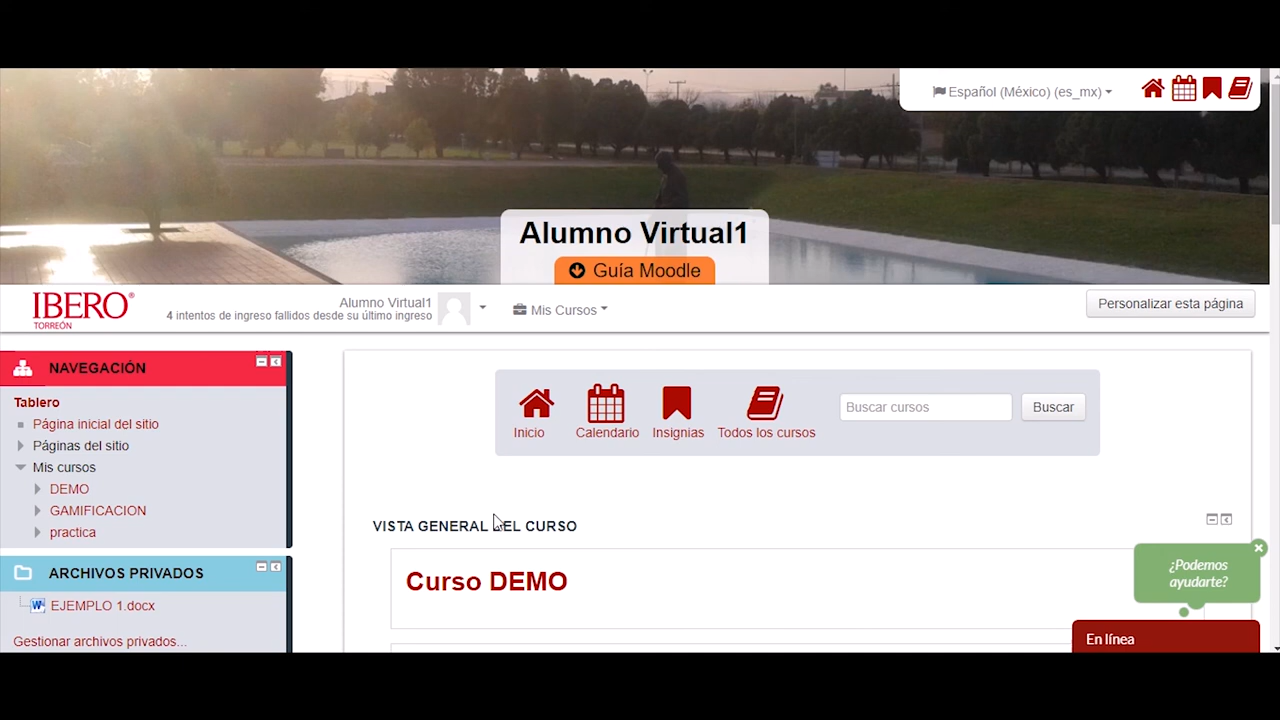 Español (México) (es_mx)
Alumno Virtual1
Guía Moodle
IBERO®
TORREÓN
Alumno Virtual1
4 intentos de ingreso fallidos desde su último ingreso
Mis Cursos
Personalizar esta página
NAVEGACIÓN
Tablero
Página inicial del sitio
Páginas del sitio
Mis cursos
DEMO
GAMIFICACION
practica
ARCHIVOS PRIVADOS
EJEMPLO 1.docx
Gestionar archivos privados...
Inicio
Calendario
Insignias
Todos los cursos
Buscar cursos
Buscar
VISTA GENERAL DEL CURSO
Curso DEMO
¿Podemos
ayudarte?
En línea